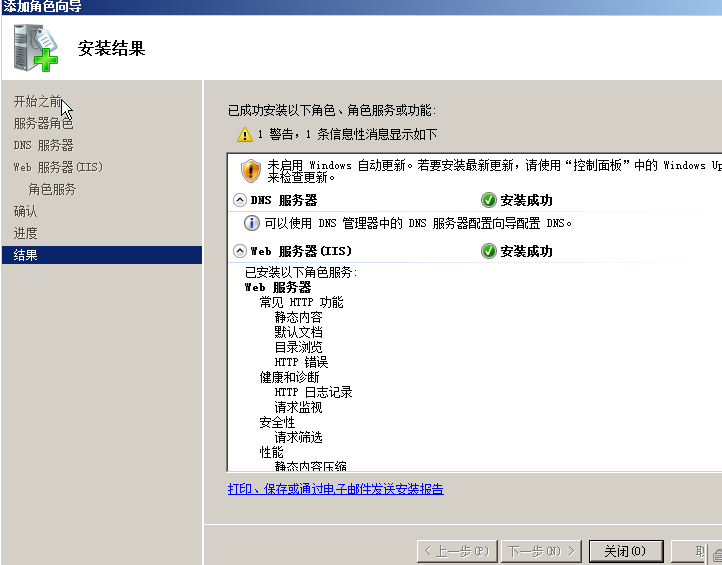 添加角色向导
安装结果
开始之前
服务器角色
DNS 服务器
Web 服务器(IIS)
角色服务
确认
进度
结果
已成功安装以下角色、角色服务或功能:
1 警告，1 条信息性消息显示如下
未启用 Windows 自动更新。若要安装最新更新，请使用“控制面板”中的 Windows Up
来检查更新。
DNS 服务器 安装成功
可以使用 DNS 管理器中的 DNS 服务器配置向导配置 DNS。
Web 服务器(IIS) 安装成功
已安装以下角色服务:
Web 服务器
常见 HTTP 功能
静态内容
默认文档
目录浏览
HTTP 错误
健康和诊断
HTTP 日志记录
请求监视
安全性
请求筛选
性能
静态内容压缩
打印、保存或通过电子邮件发送安装报告
< 上一步(P) 下一步(N) > 关闭(O)